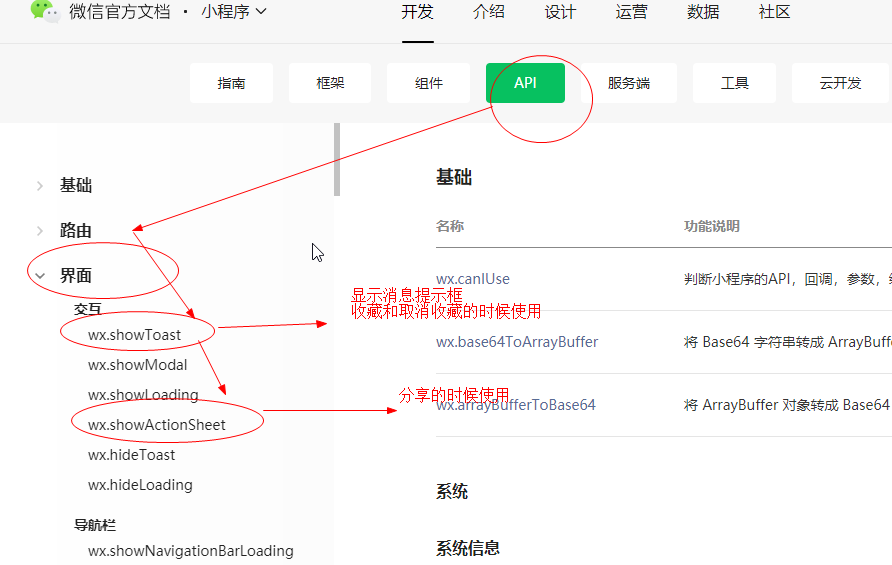 微信官方文档 · 小程序
开发 介绍 设计 运营 数据 社区
指南 框架 组件 API 服务端 工具 云开发
基础
路由
界面
交互
wx.showToast
wx.showModal
wx.showLoading
wx.showActionSheet
wx.hideToast
wx.hideLoading
导航栏
wx.showNavigationBarLoading
基础
名称 功能说明
wx.canIUse 判断小程序的API，回调，参数，
显示消息提示框
收藏和取消收藏的时候使用
wx.base64ToArrayBuffer 将 Base64 字符串转成 ArrayBuff
分享的时候使用
wx.arrayBufferToBase64 将 ArrayBuffer 对象转成 Base64
系统
系统信息